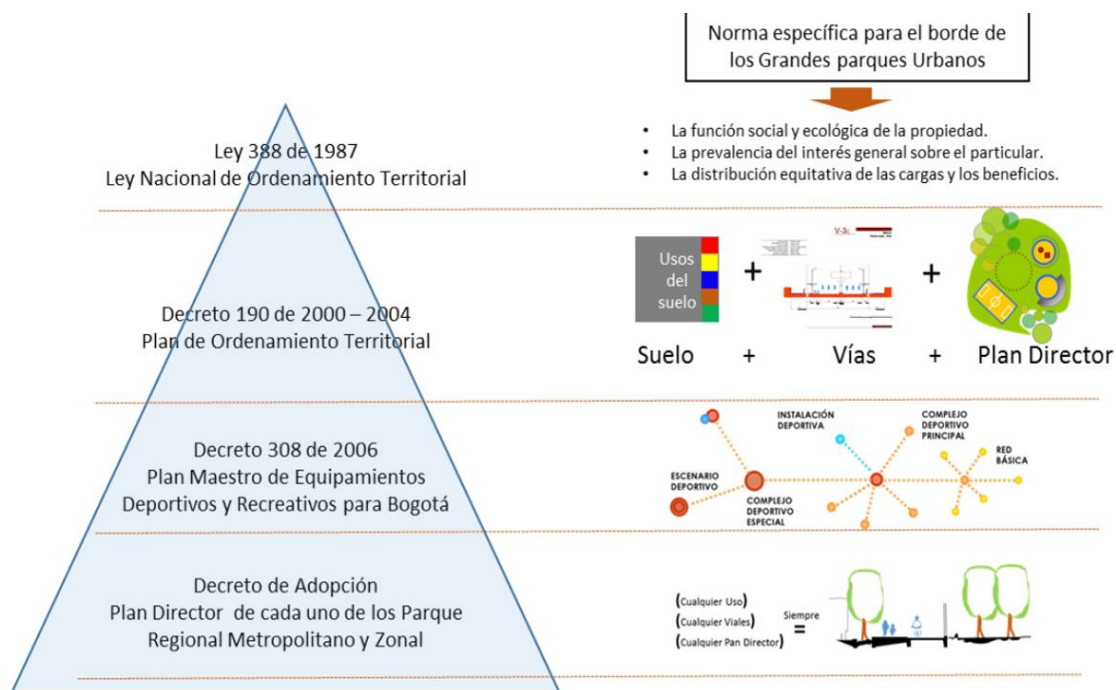 Norma específica para el borde de
los Grandes parques Urbanos
Ley 388 de 1987
Ley Nacional de Ordenamiento Territorial
• La función social y ecológica de la propiedad.
• La prevalencia del interés general sobre el particular.
• La distribución equitativa de las cargas y los beneficios.
Decreto 190 de 2000 – 2004
Plan de Ordenamiento Territorial
Usos
del
suelo
+
V-3c
+
Suelo + Vías + Plan Director
Decreto 308 de 2006
Plan Maestro de Equipamientos
Deportivos y Recreativos para Bogotá
INSTALACIÓN
DEPORTIVA
COMPLEJO
DEPORTIVO
PRINCIPAL
RED
BÁSICA
ESCENARIO
DEPORTIVO
COMPLEJO
DEPORTIVO
ESPECIAL
Decreto de Adopción
Plan Director de cada uno de los Parque
Regional Metropolitano y Zonal
(Cualquier Uso)
(Cualquier Viales)
(Cualquier Pan Director)
Siempre
=